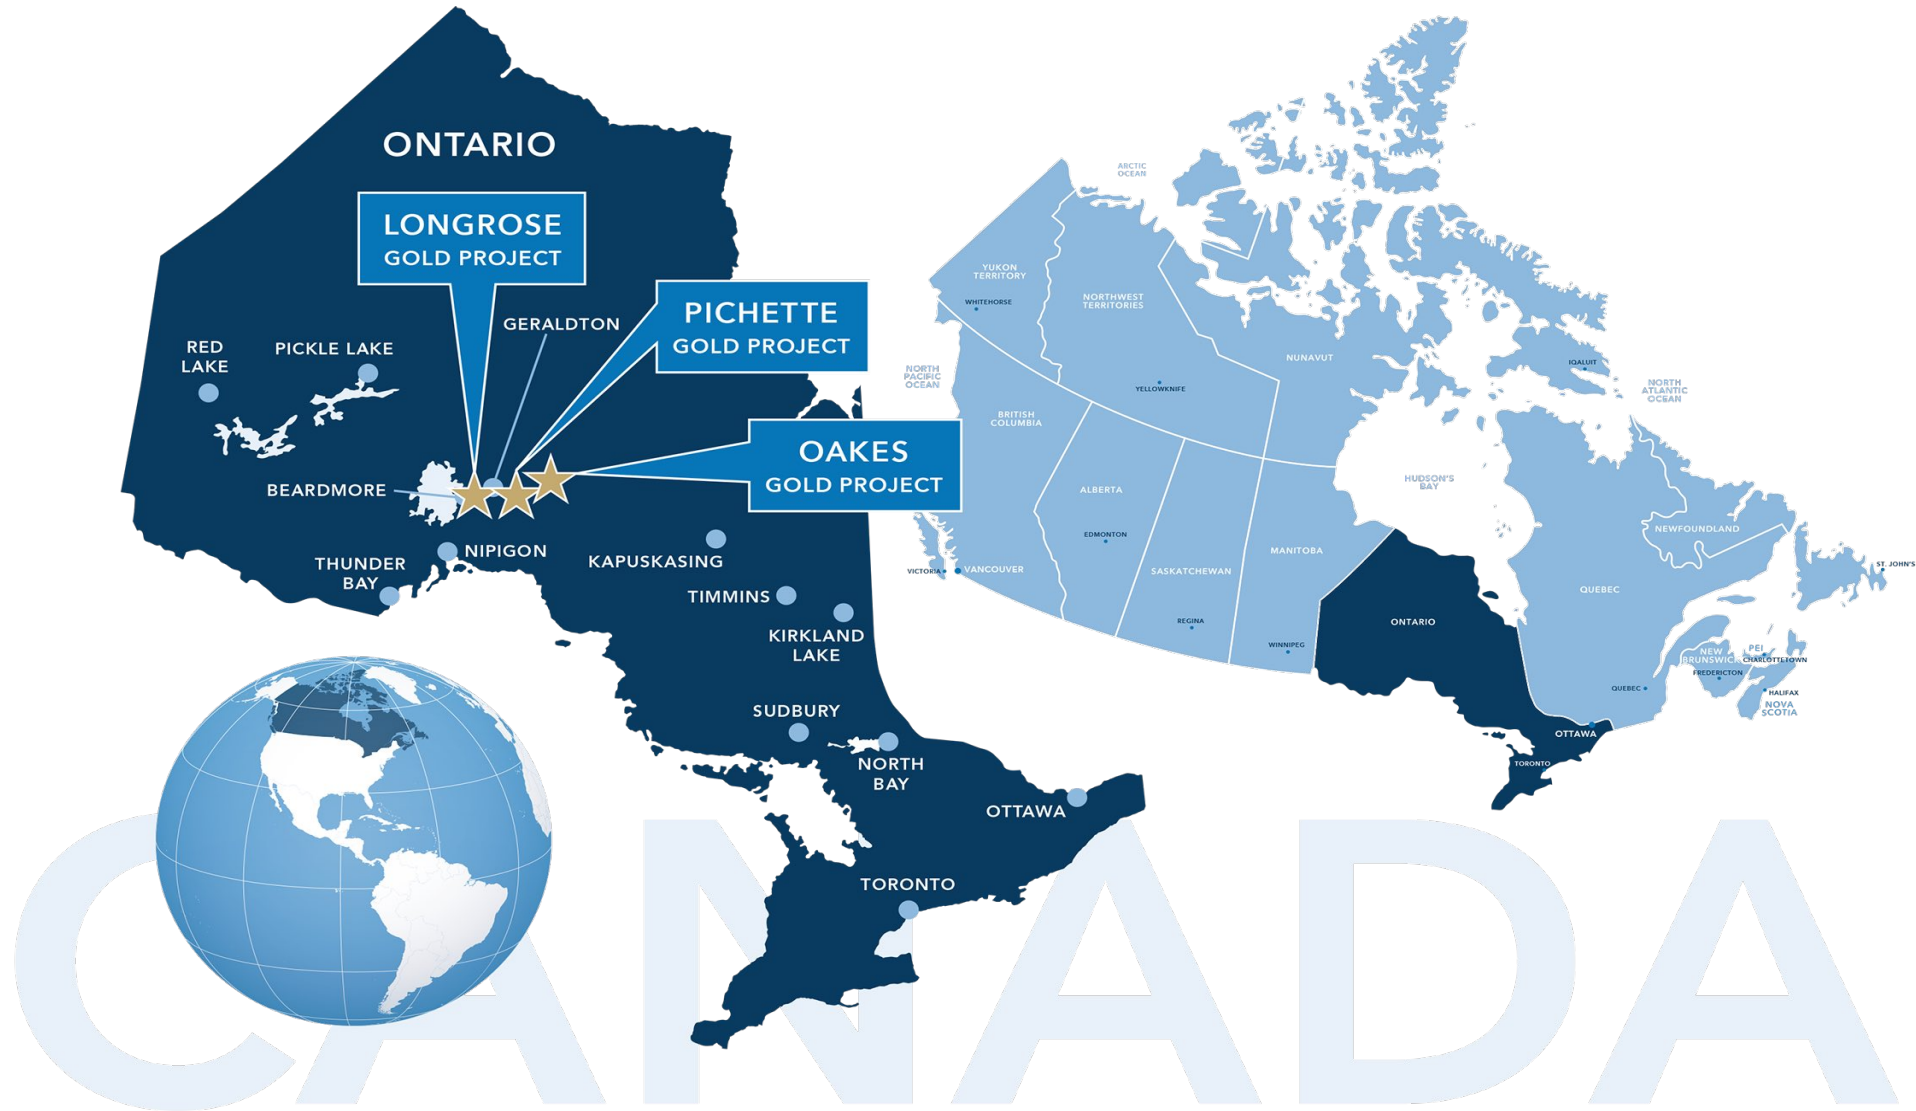 ONTARIO
LONGROSE
GOLD PROJECT
PICHETTE
GOLD PROJECT
GERALDTON
RED
LAKE
PICKLE LAKE
OAKES
GOLD PROJECT
BEARDMORE
NIPIGON
THUNDER
BAY
KAPUSKASING
TIMMINS
KIRKLAND
LAKE
SUDBURY
NORTH
BAY
OTTAWA
TORONTO
ARCTIC
OCEAN
YUKON
TERRITORY
WHITEHORSE
NORTHWEST
TERRITORIES
NUNAVUT
IQALUIT
YELLOWKNIFE
NORTH
PACIFIC
OCEAN
NORTH
ATLANTIC
OCEAN
BRITISH
COLUMBIA
HUDSON'S
BAY
ALBERTA
EDMONTON
NEWFOUNDLAND
MANITOBA
SASKATCHEWAN
VICTORIA
VANCOUVER
ST. JOHN'S
QUEBEC
REGINA
ONTARIO
WINNIPEG
PEI
NEW
BRUNSWICK
CHARLOTTETOWN
FREDERICTON
QUEBEC
HALIFAX
NOVA
SCOTIA
OTTAWA
TORONTO
CANADA